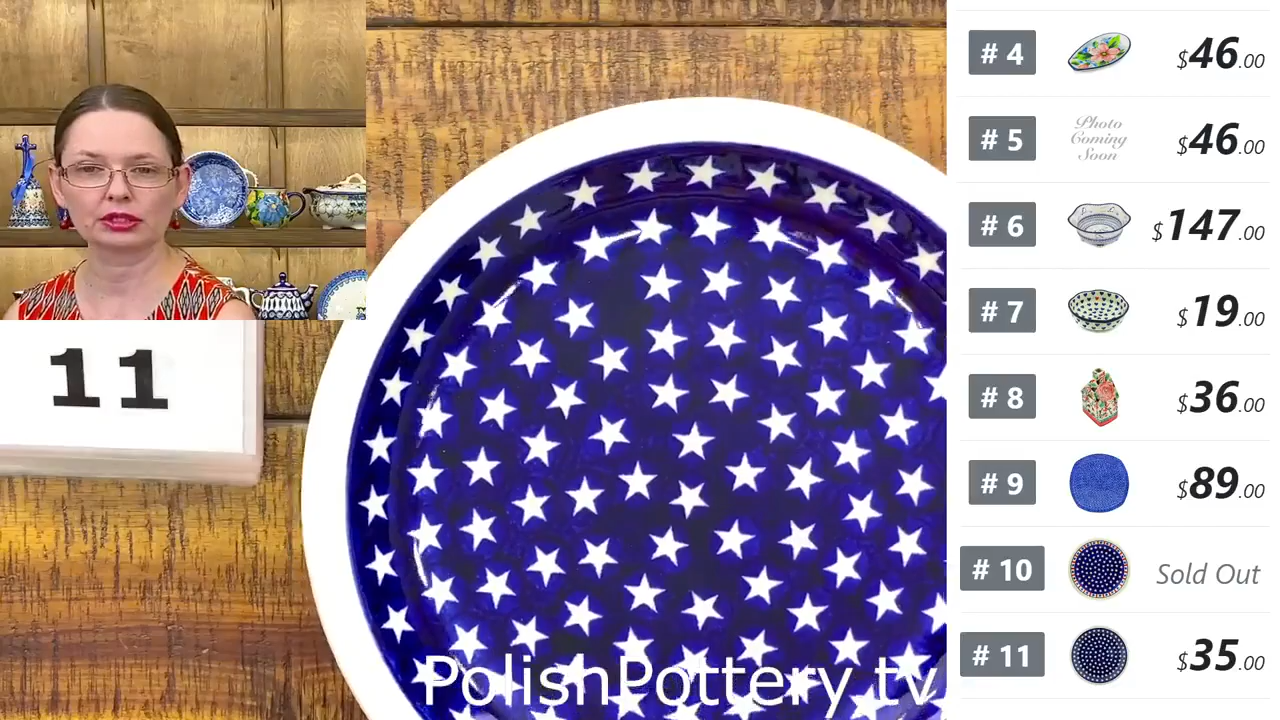 11
PolishPottery.tv
# 4 $46.00
# 5 Photo Coming Soon $46.00
# 6 $147.00
# 7 $19.00
# 8 $36.00
# 9 $89.00
# 10 Sold Out
# 11 $35.00